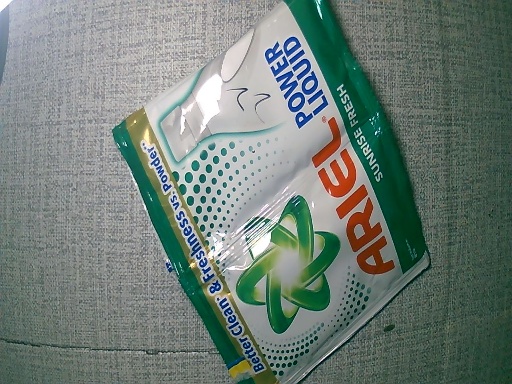 ARIEL®
SUNRISE FRESH
POWER
LIQUID
Better Clean* & Freshness vs. Powder**